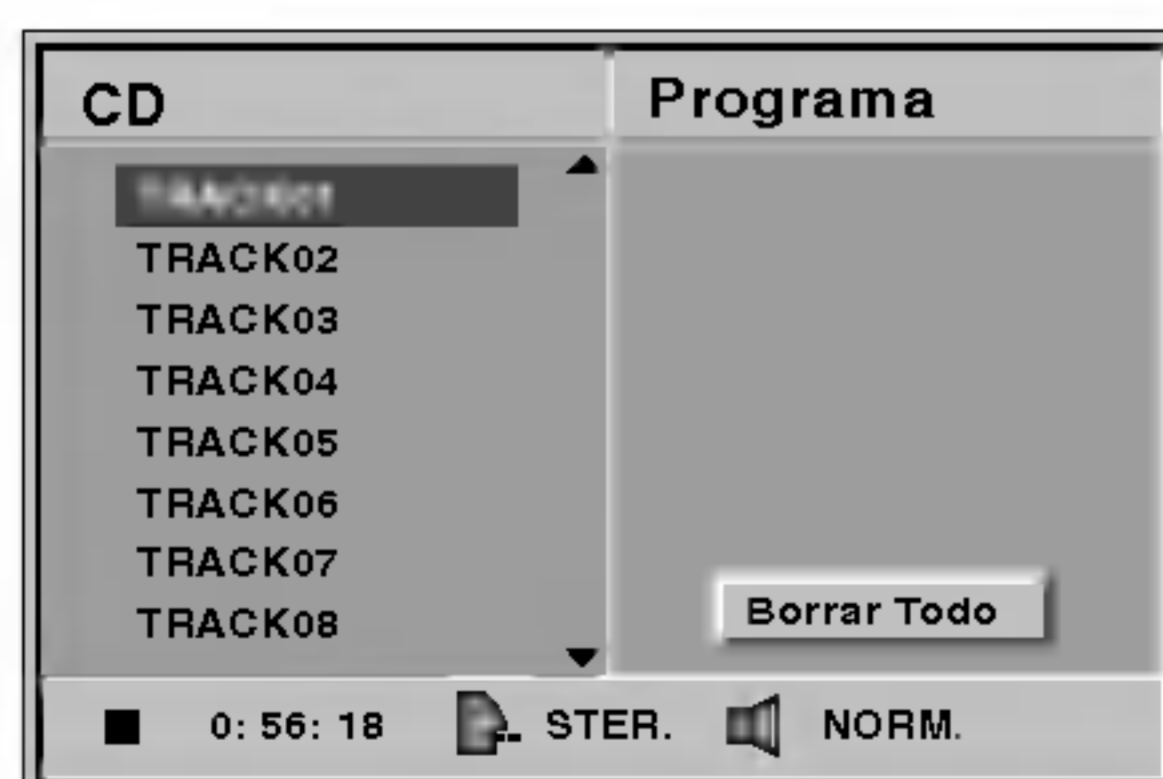 CD
Programa
TRACK02
TRACK03
TRACK04
TRACK05
TRACK06
TRACK07
TRACK08
Borrar Todo
0: 56: 18 STER. NORM.